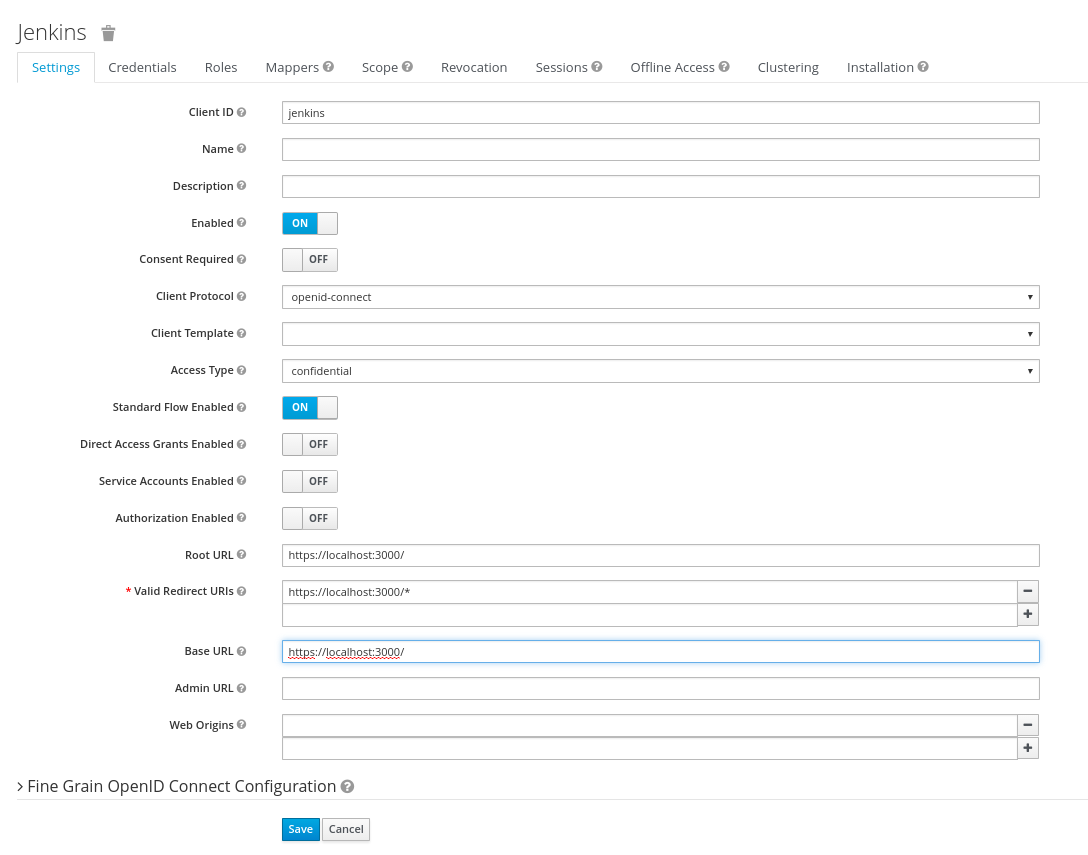 Jenkins
Settings Credentials Roles Mappers Scope Revocation Sessions Offline Access Clustering Installation
Client ID jenkins
Name
Description
Enabled ON
Consent Required OFF
Client Protocol openid-connect
Client Template
Access Type confidential
Standard Flow Enabled ON
Direct Access Grants Enabled OFF
Service Accounts Enabled OFF
Authorization Enabled OFF
Root URL https://localhost:3000/
* Valid Redirect URIs https://localhost:3000/*
Base URL https://localhost:3000/
Admin URL
Web Origins
Fine Grain OpenID Connect Configuration
Save Cancel